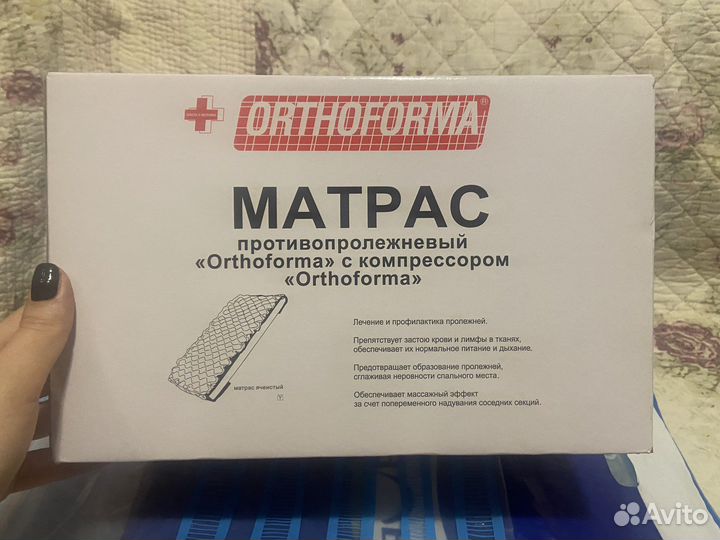 ORTHOFORMA®
МАТРАС
противопролежневый
«Orthoforma» с компрессором
«Orthoforma»
матрас ячеистый
Лечение и профилактика пролежней.
Препятствует застою крови и лимфы в тканях,
обеспечивает их нормальное питание и дыхание.
Предотвращает образование пролежней,
сглаживая неровности спального места.
Обеспечивает массажный эффект
за счет попеременного надувания соседних секций.
Avito